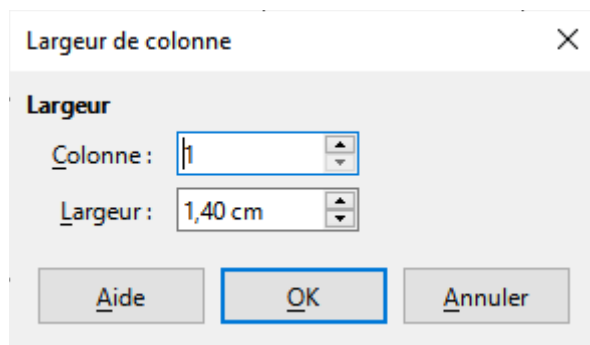 Largeur de colonne
Largeur
Colonne : 1
Largeur : 1,40 cm
Aide OK Annuler